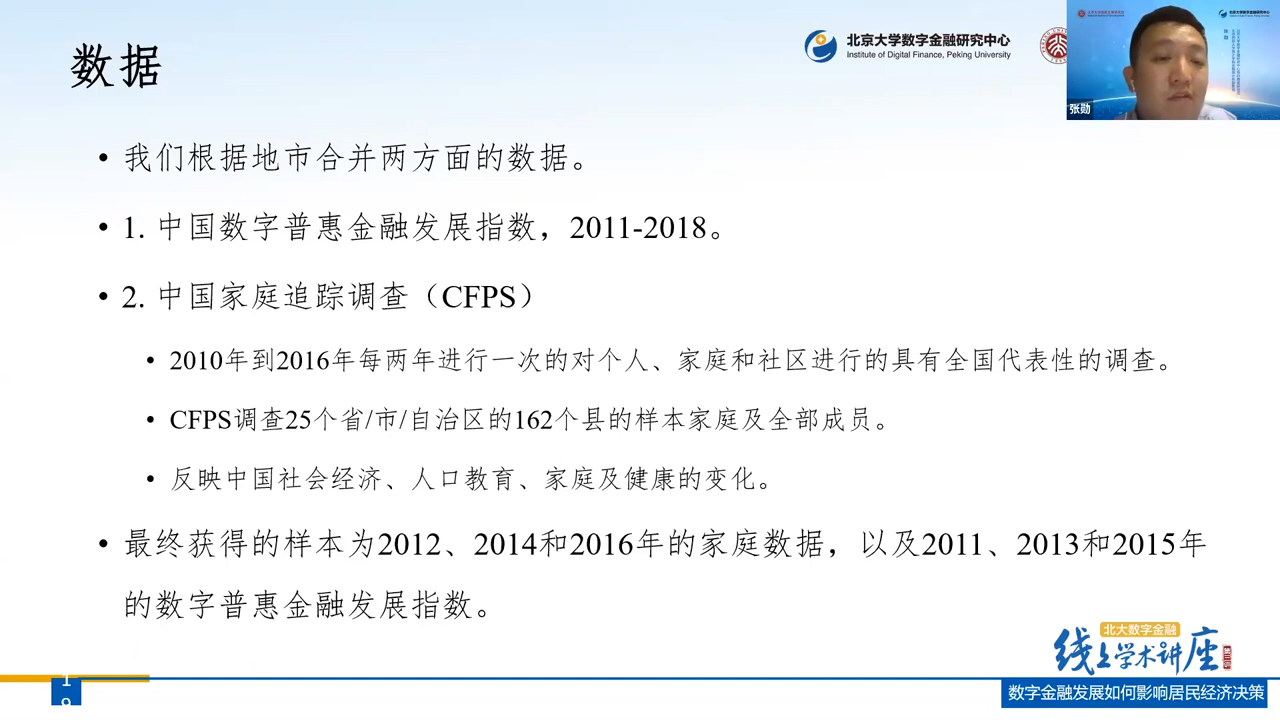 数据
北京大学数字金融研究中心
Institute of Digital Finance, Peking University
张勋
• 我们根据地市合并两方面的数据。
• 1. 中国数字普惠金融发展指数，2011-2018。
• 2. 中国家庭追踪调查（CFPS）
• 2010年到2016年每两年进行一次的对个人、家庭和社区进行的具有全国代表性的调查。
• CFPS调查25个省/市/自治区的162个县的样本家庭及全部成员。
• 反映中国社会经济、人口教育、家庭及健康的变化。
• 最终获得的样本为2012、2014和2016年的家庭数据，以及2011、2013和2015年
的数字普惠金融发展指数。
北大数字金融
线上学术讲座
数字金融发展如何影响居民经济决策
1
9